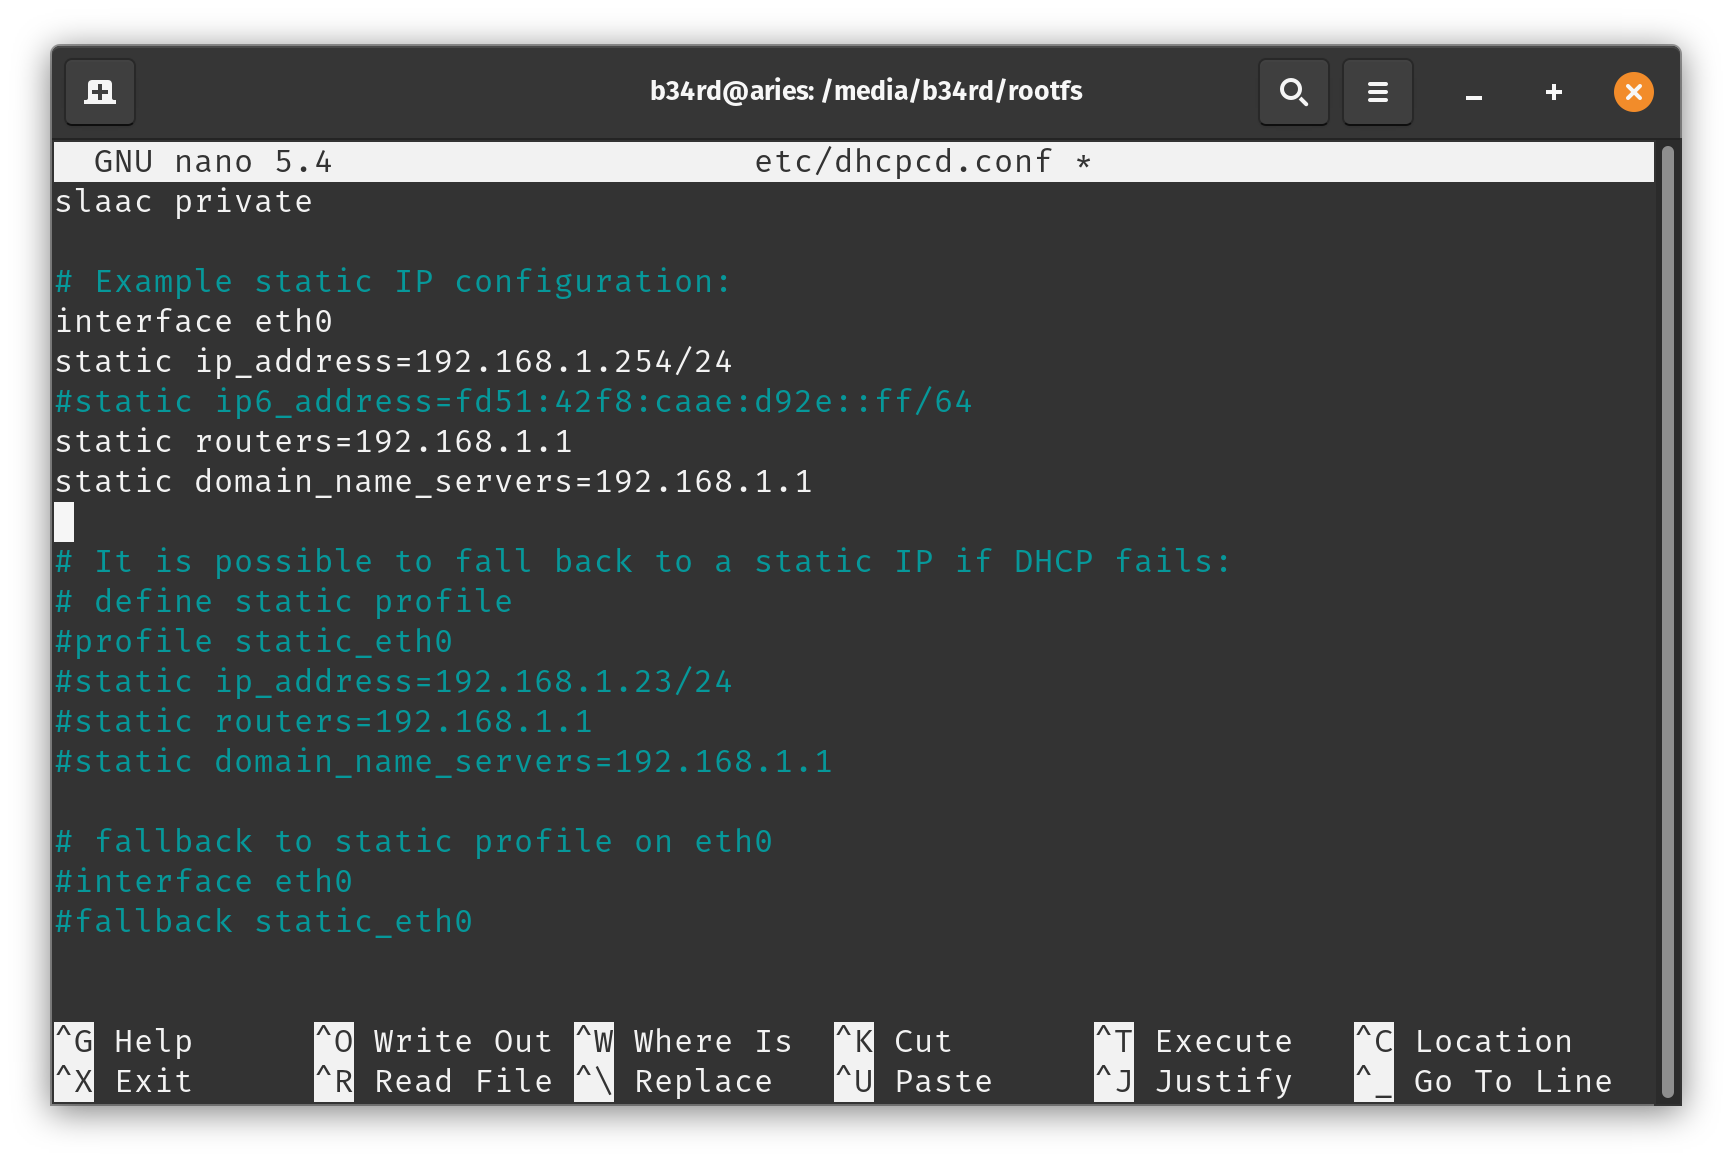 b34rd@aries: /media/b34rd/rootfs
GNU nano 5.4 etc/dhcpcd.conf *
slaac private
# Example static IP configuration:
interface eth0
static ip_address=192.168.1.254/24
#static ip6_address=fd51:42f8:caae:d92e::ff/64
static routers=192.168.1.1
static domain_name_servers=192.168.1.1
# It is possible to fall back to a static IP if DHCP fails:
# define static profile
#profile static_eth0
#static ip_address=192.168.1.23/24
#static routers=192.168.1.1
#static domain_name_servers=192.168.1.1
# fallback to static profile on eth0
#interface eth0
#fallback static_eth0
^G Help ^O Write Out ^W Where Is ^K Cut ^T Execute ^C Location
^X Exit ^R Read File ^\ Replace ^U Paste ^J Justify ^_ Go To Line